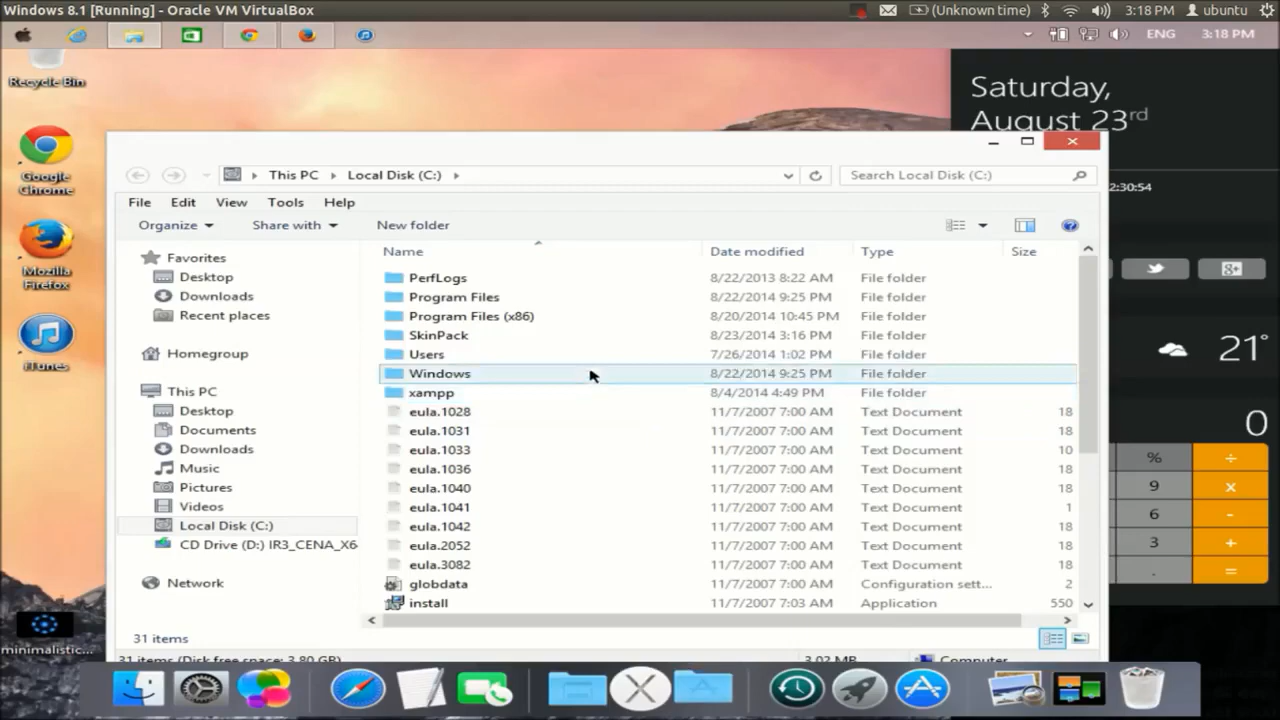 Windows 8.1 [Running] - Oracle VM VirtualBox
(Unknown time) 3:18 PM ubuntu
ENG 3:18 PM
Recycle Bin
Google Chrome
Mozilla Firefox
iTunes
minimalistic...
Saturday,
August 23rd
2:30:54
21°
0
% ÷
9 x
6 -
3 +
. =
This PC Local Disk (C:) Search Local Disk (C:)
File Edit View Tools Help
Organize Share with New folder
Favorites
Desktop
Downloads
Recent places
Homegroup
This PC
Desktop
Documents
Downloads
Music
Pictures
Videos
Local Disk (C:)
CD Drive (D:) IR3_CENA_X6
Network
Name Date modified Type Size
PerfLogs 8/22/2013 8:22 AM File folder
Program Files 8/22/2014 9:25 PM File folder
Program Files (x86) 8/20/2014 10:45 PM File folder
SkinPack 8/23/2014 3:16 PM File folder
Users 7/26/2014 1:02 PM File folder
Windows 8/22/2014 9:25 PM File folder
xampp 8/4/2014 4:49 PM File folder
eula.1028 11/7/2007 7:00 AM Text Document 18
eula.1031 11/7/2007 7:00 AM Text Document 18
eula.1033 11/7/2007 7:00 AM Text Document 10
eula.1036 11/7/2007 7:00 AM Text Document 18
eula.1040 11/7/2007 7:00 AM Text Document 18
eula.1041 11/7/2007 7:00 AM Text Document 1
eula.1042 11/7/2007 7:00 AM Text Document 18
eula.2052 11/7/2007 7:00 AM Text Document 18
eula.3082 11/7/2007 7:00 AM Text Document 18
globdata 11/7/2007 7:00 AM Configuration sett... 2
install 11/7/2007 7:03 AM Application 550
31 items
31 items (Disk free space: 3.80 GB) 3.02 MB Computer